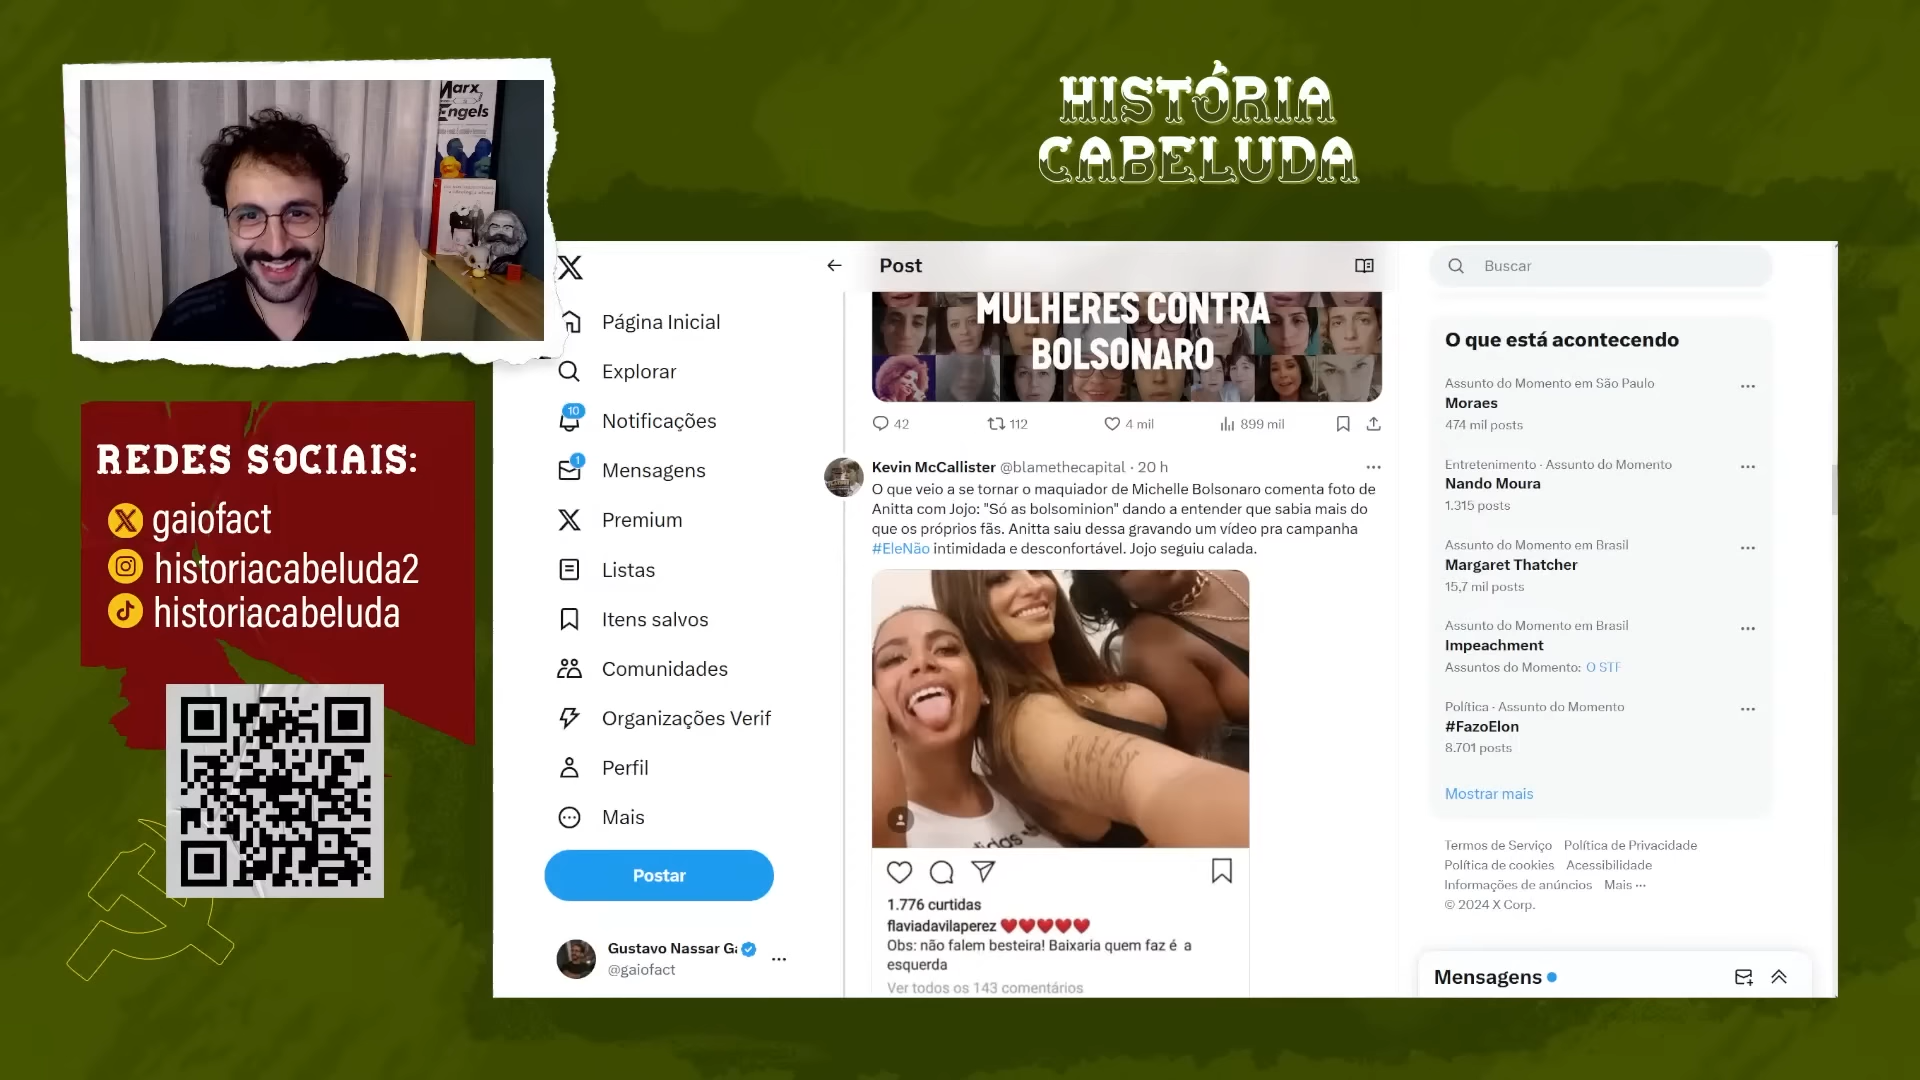 Marx
Engels
HISTÓRIA
CABELUDA
REDES SOCIAIS:
gaiofact
historiacabeluda2
historiacabeluda
Página Inicial
Explorar
10
Notificações
1
Mensagens
Premium
Listas
Itens salvos
Comunidades
Organizações Verif
Perfil
Mais
Postar
Gustavo Nassar Ga
@gaiofact
Post
MULHERES CONTRA
BOLSONARO
42
112
4 mil
899 mil
Kevin McCallister @blamethecapital · 20 h
O que veio a se tornar o maquiador de Michelle Bolsonaro comenta foto de
Anitta com Jojo: "Só as bolsominion" dando a entender que sabia mais do
que os próprios fãs. Anitta saiu dessa gravando um vídeo pra campanha
#EleNão intimidada e desconfortável. Jojo seguiu calada.
1.776 curtidas
flaviadavilaperez ❤️❤️❤️❤️❤️
Obs: não falem besteira! Baixaria quem faz é a
esquerda
Ver todos os 143 comentários
Buscar
O que está acontecendo
Assunto do Momento em São Paulo
Moraes
474 mil posts
Entretenimento · Assunto do Momento
Nando Moura
1.315 posts
Assunto do Momento em Brasil
Margaret Thatcher
15,7 mil posts
Assunto do Momento em Brasil
Impeachment
Assuntos do Momento: O STF
Política · Assunto do Momento
#FazoElon
8.701 posts
Mostrar mais
Termos de Serviço Política de Privacidade
Política de cookies Acessibilidade
Informações de anúncios Mais ···
© 2024 X Corp.
Mensagens